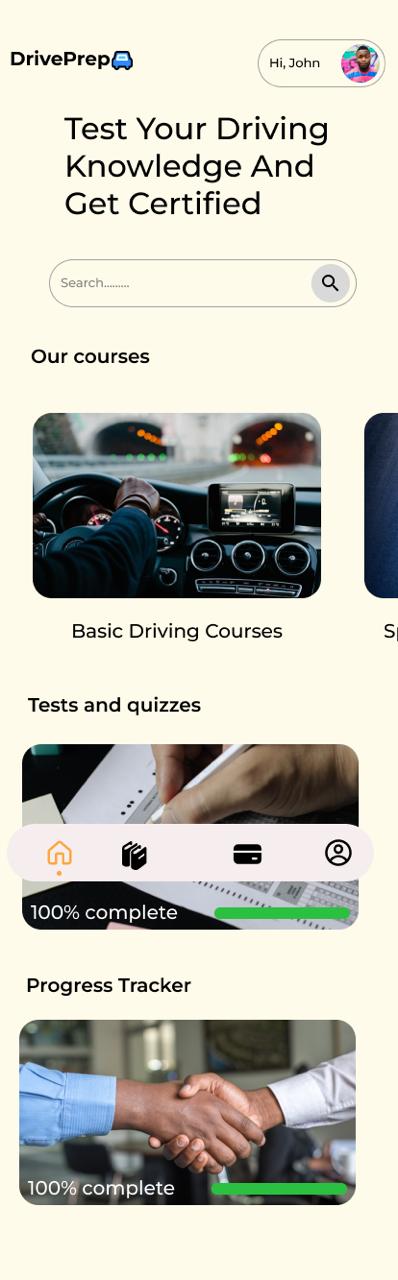 DrivePrep
Hi, John
Test Your Driving
Knowledge And
Get Certified
Search.........
Our courses
Basic Driving Courses
Sp
Tests and quizzes
100% complete
Progress Tracker
100% complete